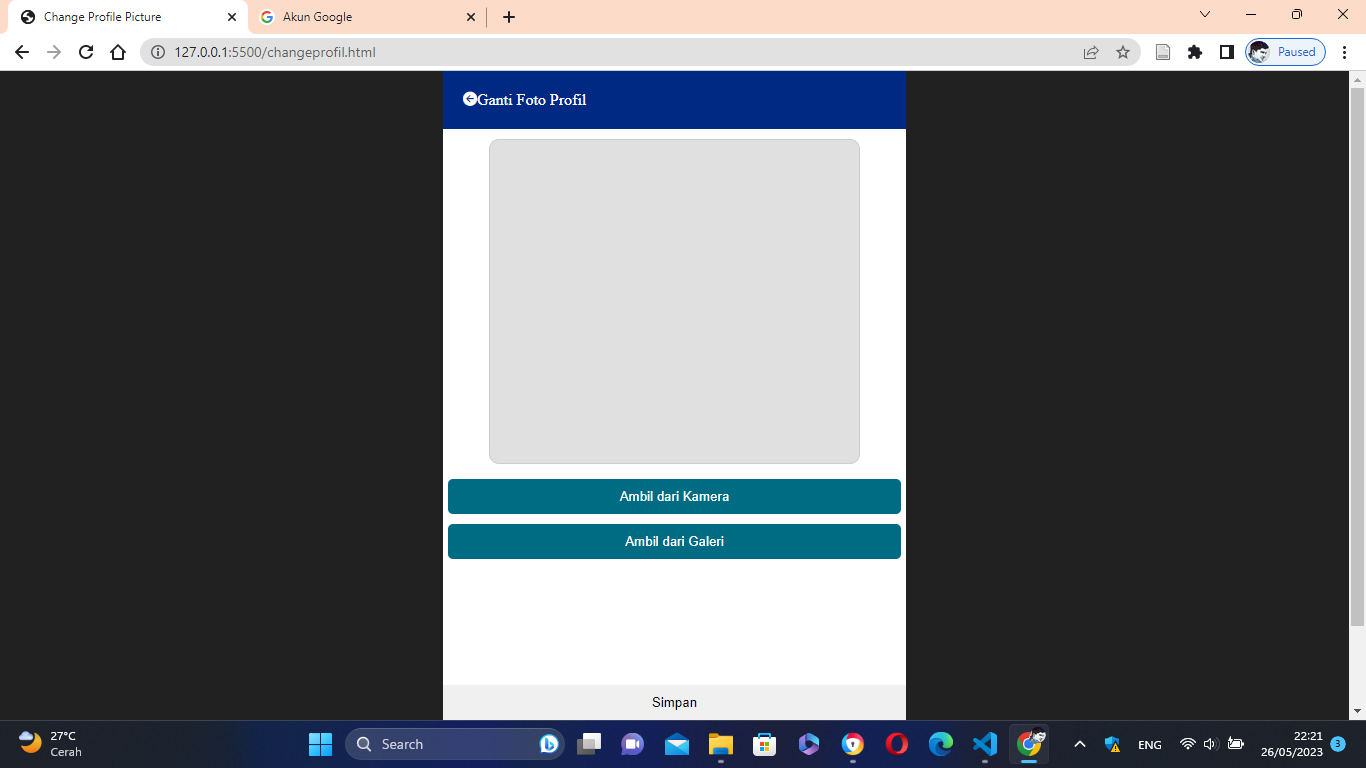 Change Profile Picture
Akun Google
127.0.0.1:5500/changeprofil.html
Paused
Ganti Foto Profil
Ambil dari Kamera
Ambil dari Galeri
Simpan
27°C
Cerah
Search
ENG
22:21
26/05/2023
3